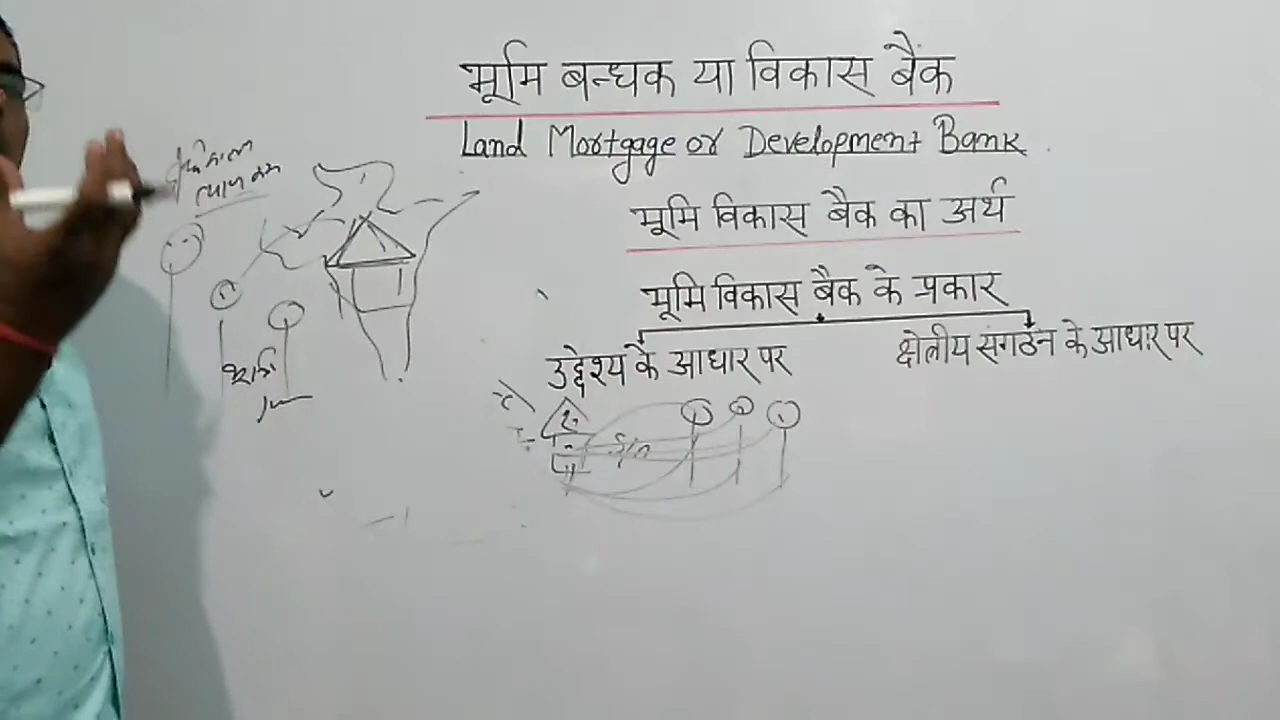 भूमि बन्धक या विकास बैंक
Land Mortgage or Development Bank
भूमि विकास बैंक का अर्थ
भूमि विकास बैंक के प्रकार
उद्देश्य के आधार पर
क्षेत्रीय संगठन के आधार पर